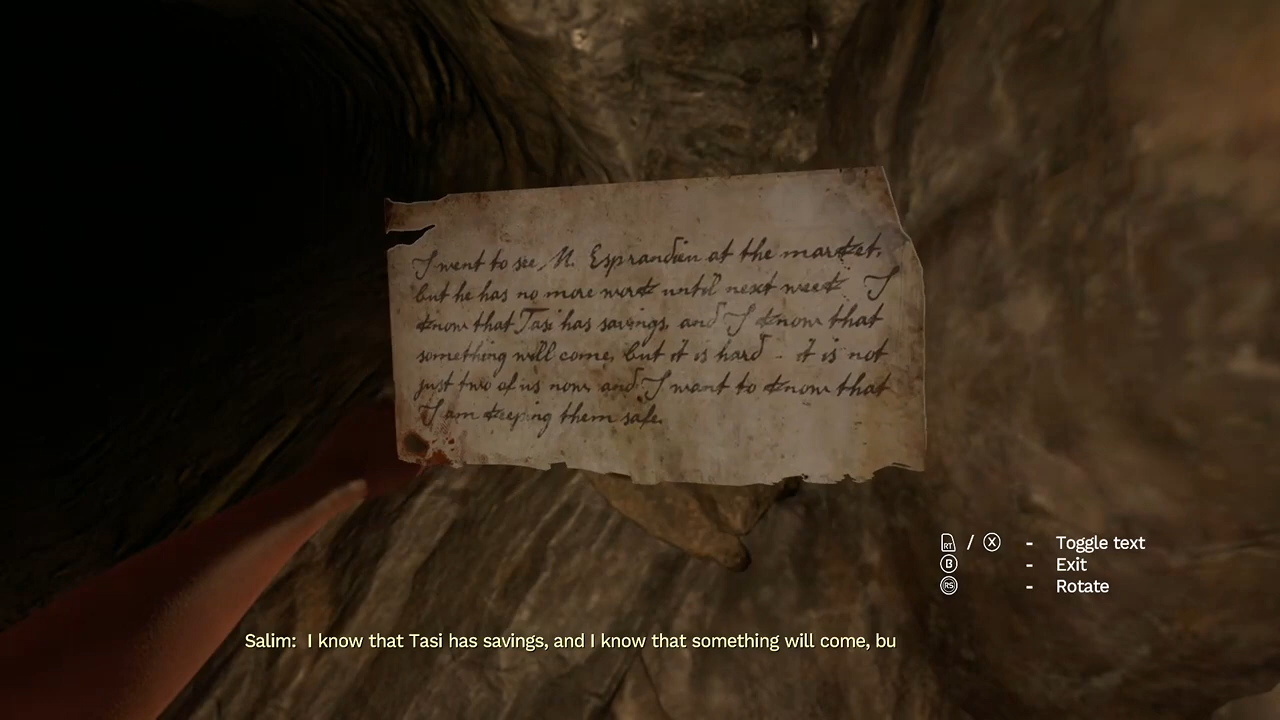 I went to see M. Esprandieu at the market,
but he has no more work until next week I
know that Tasi has savings, and I know that
something will come, but it is hard - it is not
just two of us now and I want to know that
I am keeping them safe.
RT / X - Toggle text
B - Exit
RS - Rotate
Salim: I know that Tasi has savings, and I know that something will come, bu